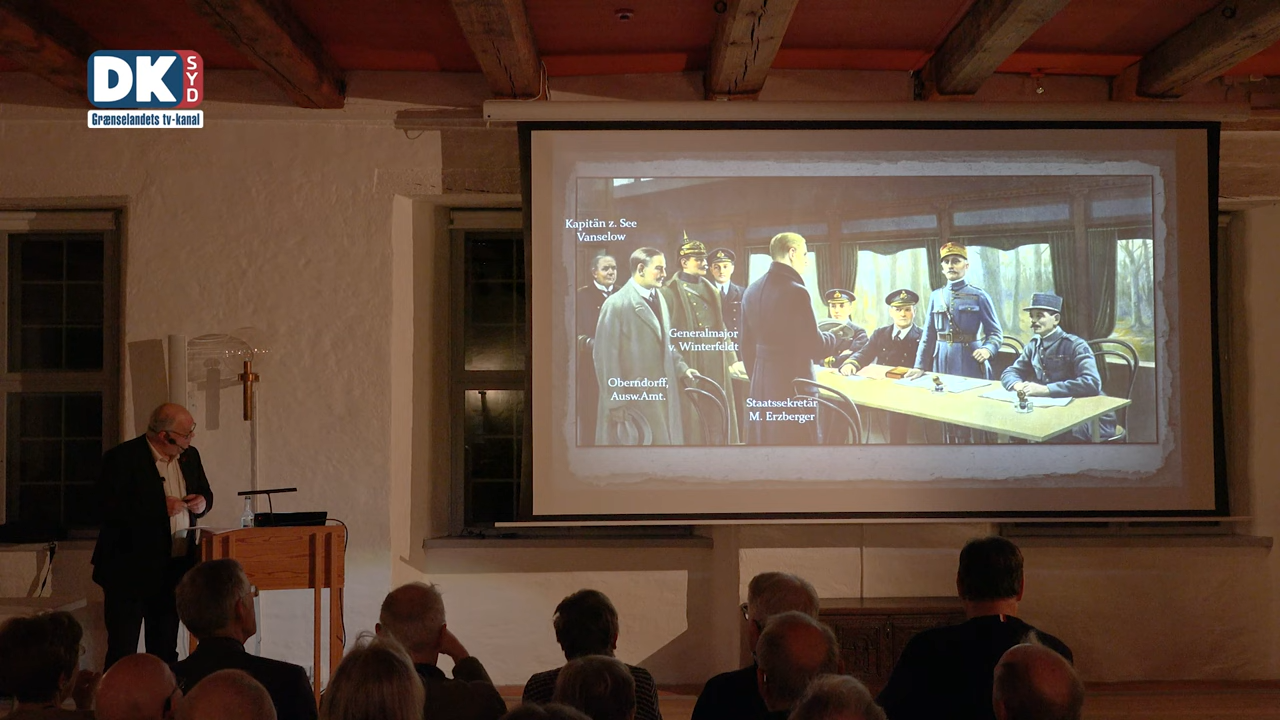 DK
SYD
Grænselandets tv-kanal
Kapitän z. See
Vanselow
Generalmajor
v. Winterfeldt
Oberndorff,
Ausw.Amt.
Staatssekretär
M. Erzberger